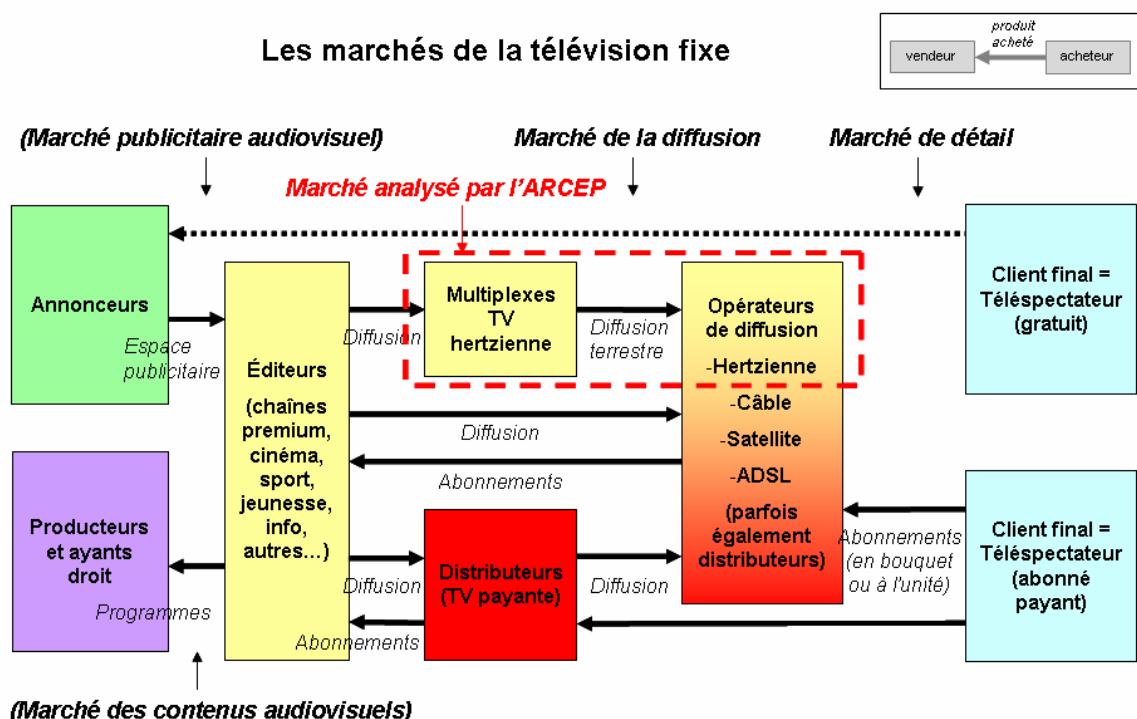 Les marchés de la télévision fixe
produit
acheté
vendeur
acheteur
(Marché publicitaire audiovisuel)
Marché de la diffusion
Marché de détail
Marché analysé par l'ARCEP
Annonceurs
Espace
publicitaire
Éditeurs
(chaînes
premium,
cinéma,
sport,
jeunesse,
info,
autres…)
Diffusion
Multiplexes
TV
hertzienne
Diffusion
terrestre
Opérateurs
de diffusion
-Hertzienne
-Câble
-Satellite
-ADSL
(parfois
également
distributeurs)
Client final =
Téléspectateur
(gratuit)
Diffusion
Abonnements
Producteurs
et ayants
droit
Programmes
Diffusion
Distributeurs
(TV payante)
Diffusion
Abonnements
Abonnements
(en bouquet
ou à l'unité)
Client final =
Téléspectateur
(abonné
payant)
(Marché des contenus audiovisuels)